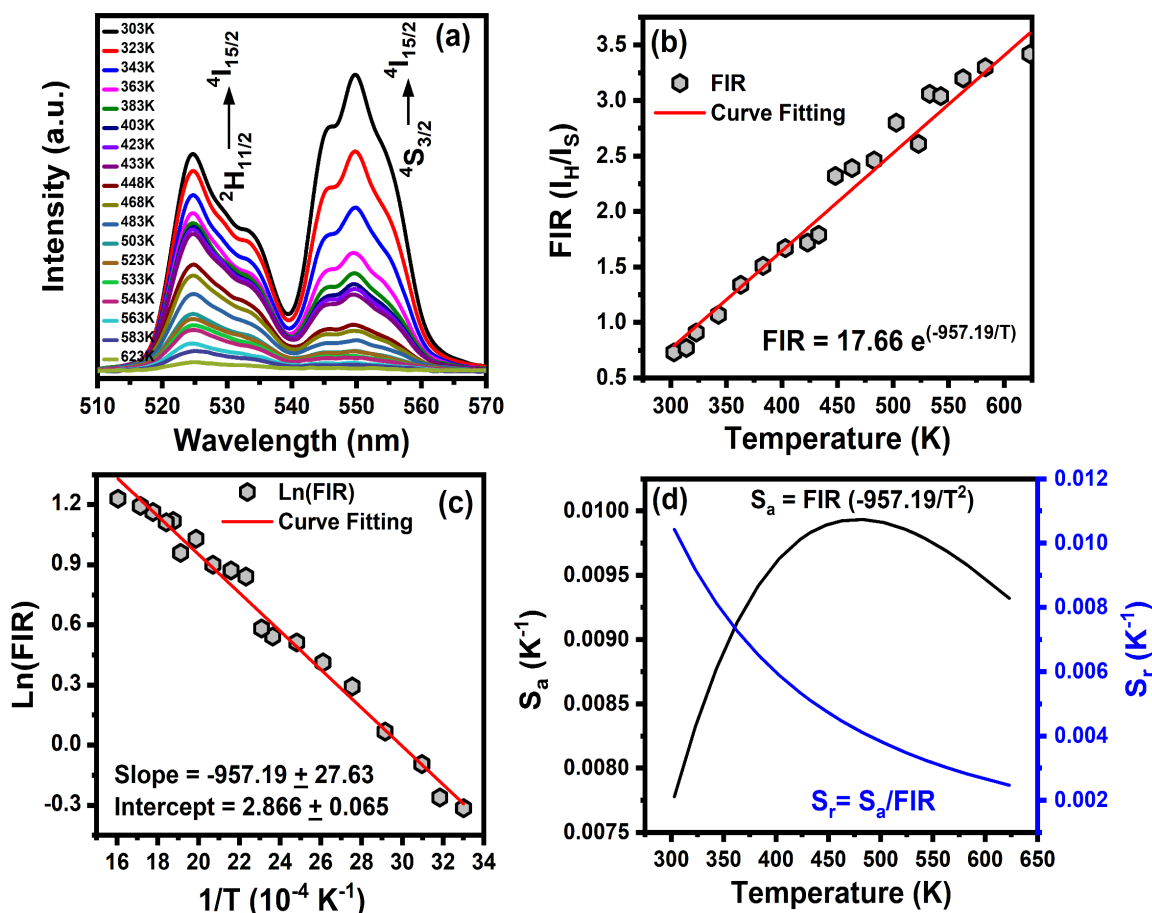 (a)
303K
323K
343K
363K
383K
403K
423K
433K
448K
468K
483K
503K
523K
533K
543K
563K
583K
623K
⁴I₁₅/₂
²H₁₁/₂
⁴I₁₅/₂
⁴S₃/₂
Intensity (a.u.)
510 520 530 540 550 560 570
Wavelength (nm)
(b)
FIR
Curve Fitting
FIR = 17.66 e^(-957.19/T)
FIR (I_H/I_S)
3.5
3.0
2.5
2.0
1.5
1.0
0.5
300 350 400 450 500 550 600
Temperature (K)
(c)
Ln(FIR)
Curve Fitting
Slope = -957.19 ± 27.63
Intercept = 2.866 ± 0.065
Ln(FIR)
1.2
0.9
0.6
0.3
0.0
-0.3
16 18 20 22 24 26 28 30 32 34
1/T (10⁻⁴ K⁻¹)
(d)
S_a = FIR (-957.19/T²)
S_r = S_a/FIR
S_a (K⁻¹)
0.0100
0.0095
0.0090
0.0085
0.0080
0.0075
S_r (K⁻¹)
0.012
0.010
0.008
0.006
0.004
0.002
300 350 400 450 500 550 600 650
Temperature (K)